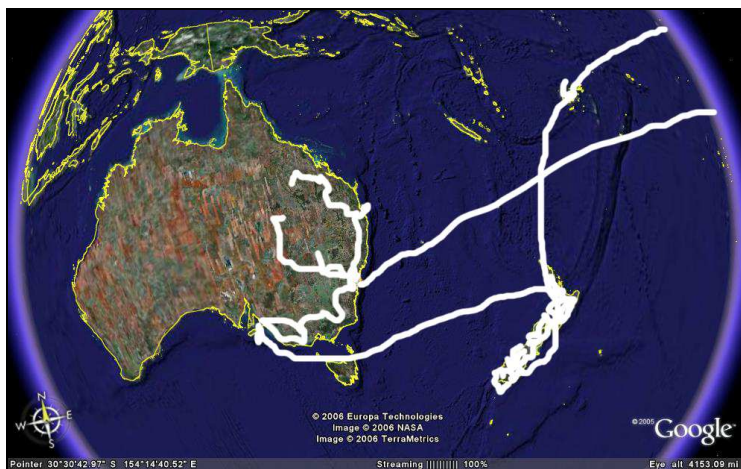 N
W
E
S
© 2006 Europa Technologies
Image © 2006 NASA
Image © 2006 TerraMetrics
©2005 Google
Pointer 30°30'42.97" S 154°14'40.52" E
Streaming |||||||||| 100%
Eye alt 4153.09 mi